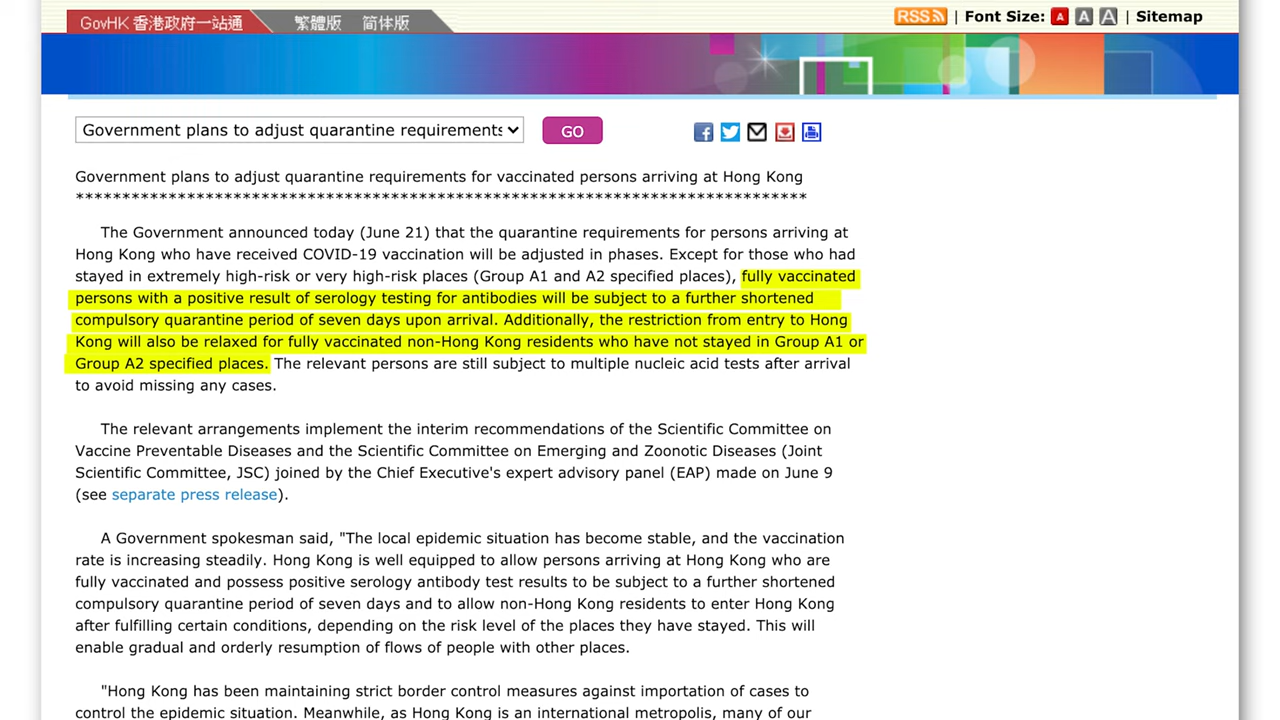 GovHK 香港政府一站通 繁體版 简体版 RSS | Font Size: A A A | Sitemap
Government plans to adjust quarantine requirements GO
Government plans to adjust quarantine requirements for vaccinated persons arriving at Hong Kong
******************************************************************************
The Government announced today (June 21) that the quarantine requirements for persons arriving at
Hong Kong who have received COVID-19 vaccination will be adjusted in phases. Except for those who had
stayed in extremely high-risk or very high-risk places (Group A1 and A2 specified places), fully vaccinated
persons with a positive result of serology testing for antibodies will be subject to a further shortened
compulsory quarantine period of seven days upon arrival. Additionally, the restriction from entry to Hong
Kong will also be relaxed for fully vaccinated non-Hong Kong residents who have not stayed in Group A1 or
Group A2 specified places. The relevant persons are still subject to multiple nucleic acid tests after arrival
to avoid missing any cases.
The relevant arrangements implement the interim recommendations of the Scientific Committee on
Vaccine Preventable Diseases and the Scientific Committee on Emerging and Zoonotic Diseases (Joint
Scientific Committee, JSC) joined by the Chief Executive's expert advisory panel (EAP) made on June 9
(see separate press release).
A Government spokesman said, "The local epidemic situation has become stable, and the vaccination
rate is increasing steadily. Hong Kong is well equipped to allow persons arriving at Hong Kong who are
fully vaccinated and possess positive serology antibody test results to be subject to a further shortened
compulsory quarantine period of seven days and to allow non-Hong Kong residents to enter Hong Kong
after fulfilling certain conditions, depending on the risk level of the places they have stayed. This will
enable gradual and orderly resumption of flows of people with other places.
"Hong Kong has been maintaining strict border control measures against importation of cases to
control the epidemic situation. Meanwhile, as Hong Kong is an international metropolis, many of our